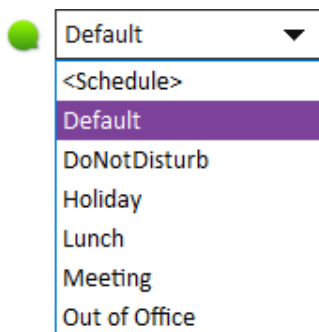 Default
<Schedule>
Default
DoNotDisturb
Holiday
Lunch
Meeting
Out of Office